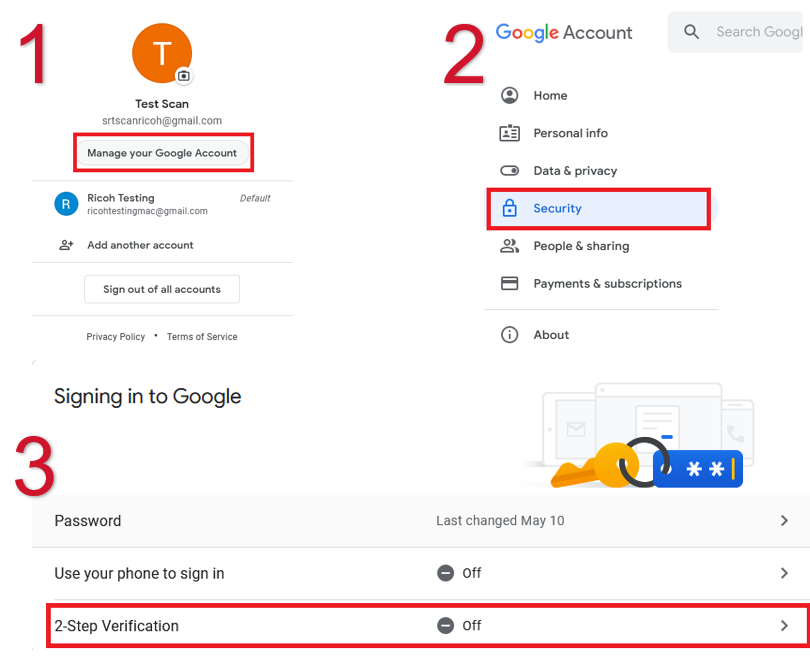 1
T
Test Scan
srtscanricoh@gmail.com
Manage your Google Account
R
Ricoh Testing
Default
ricohtestingmac@gmail.com
Add another account
Sign out of all accounts
Privacy Policy • Terms of Service
2
Google Account
Search Googl
Home
Personal info
Data & privacy
Security
People & sharing
Payments & subscriptions
About
3
Signing in to Google
**
Password
Last changed May 10
Use your phone to sign in
Off
2-Step Verification
Off